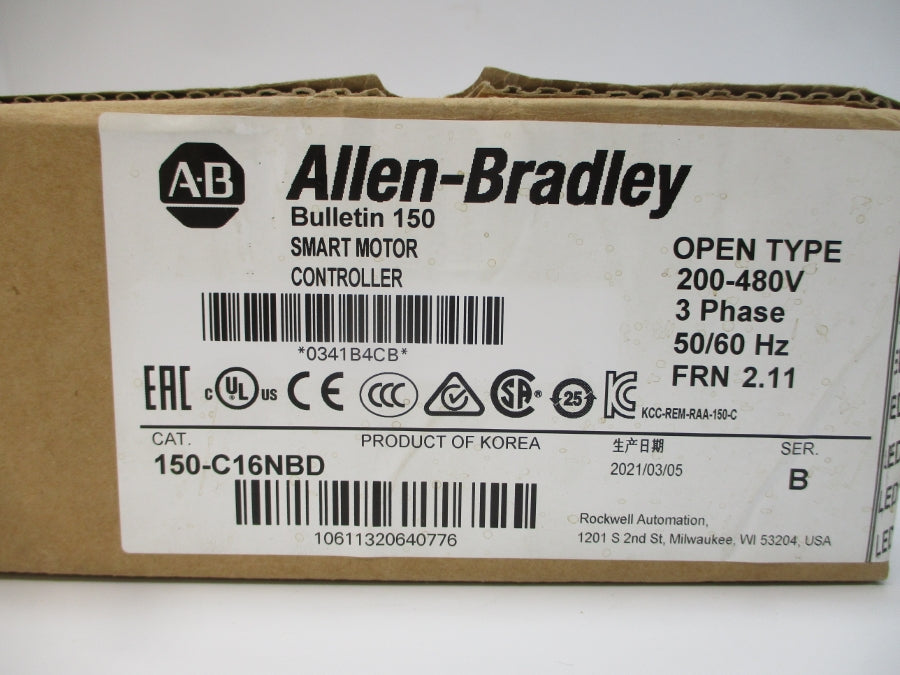 A-B Allen-Bradley
Bulletin 150
SMART MOTOR
CONTROLLER
OPEN TYPE
200-480V
3 Phase
50/60 Hz
FRN 2.11
*0341B4CB*
EAC c UL US CE CCC SA ® 25 KC KCC-REM-RAA-150-C
CAT. PRODUCT OF KOREA 生产日期 SER.
150-C16NBD 2021/03/05 B
10611320640776
Rockwell Automation,
1201 S 2nd St, Milwaukee, WI 53204, USA